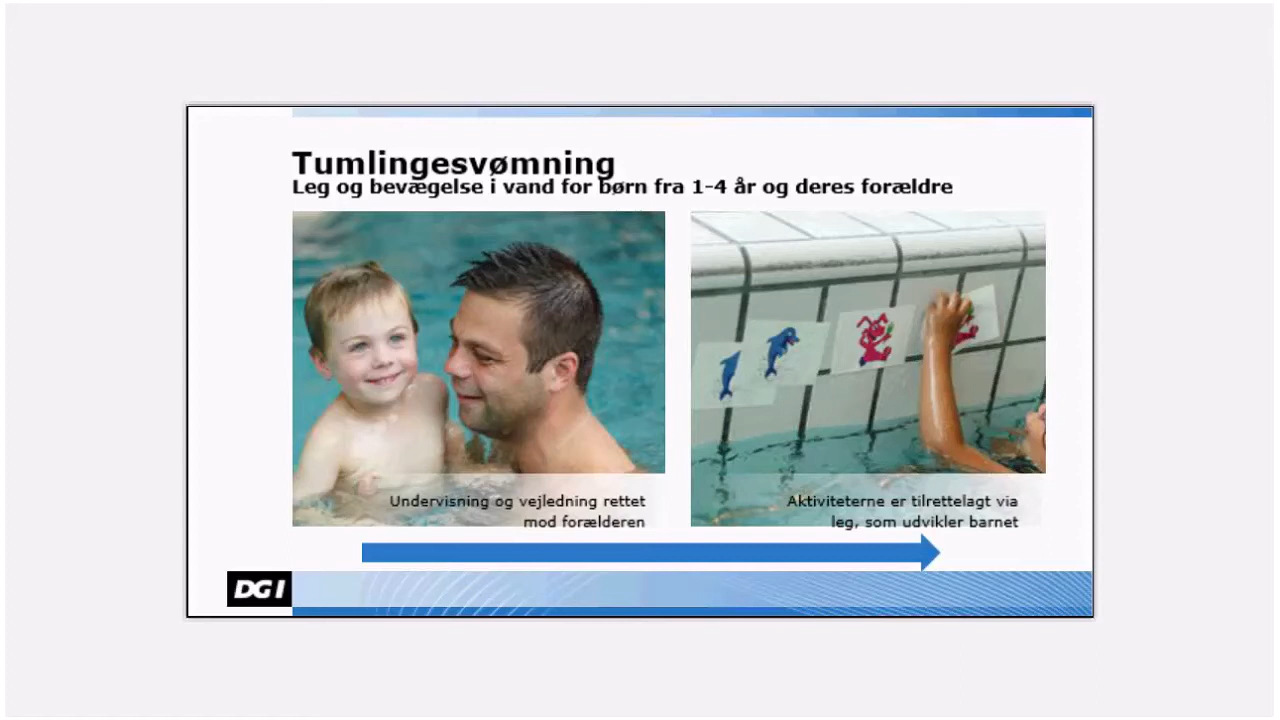 Tumlingesvømning
Leg og bevægelse i vand for børn fra 1-4 år og deres forældre
Undervisning og vejledning rettet
mod forælderen
Aktiviteterne er tilrettelagt via
leg, som udvikler barnet
DGI